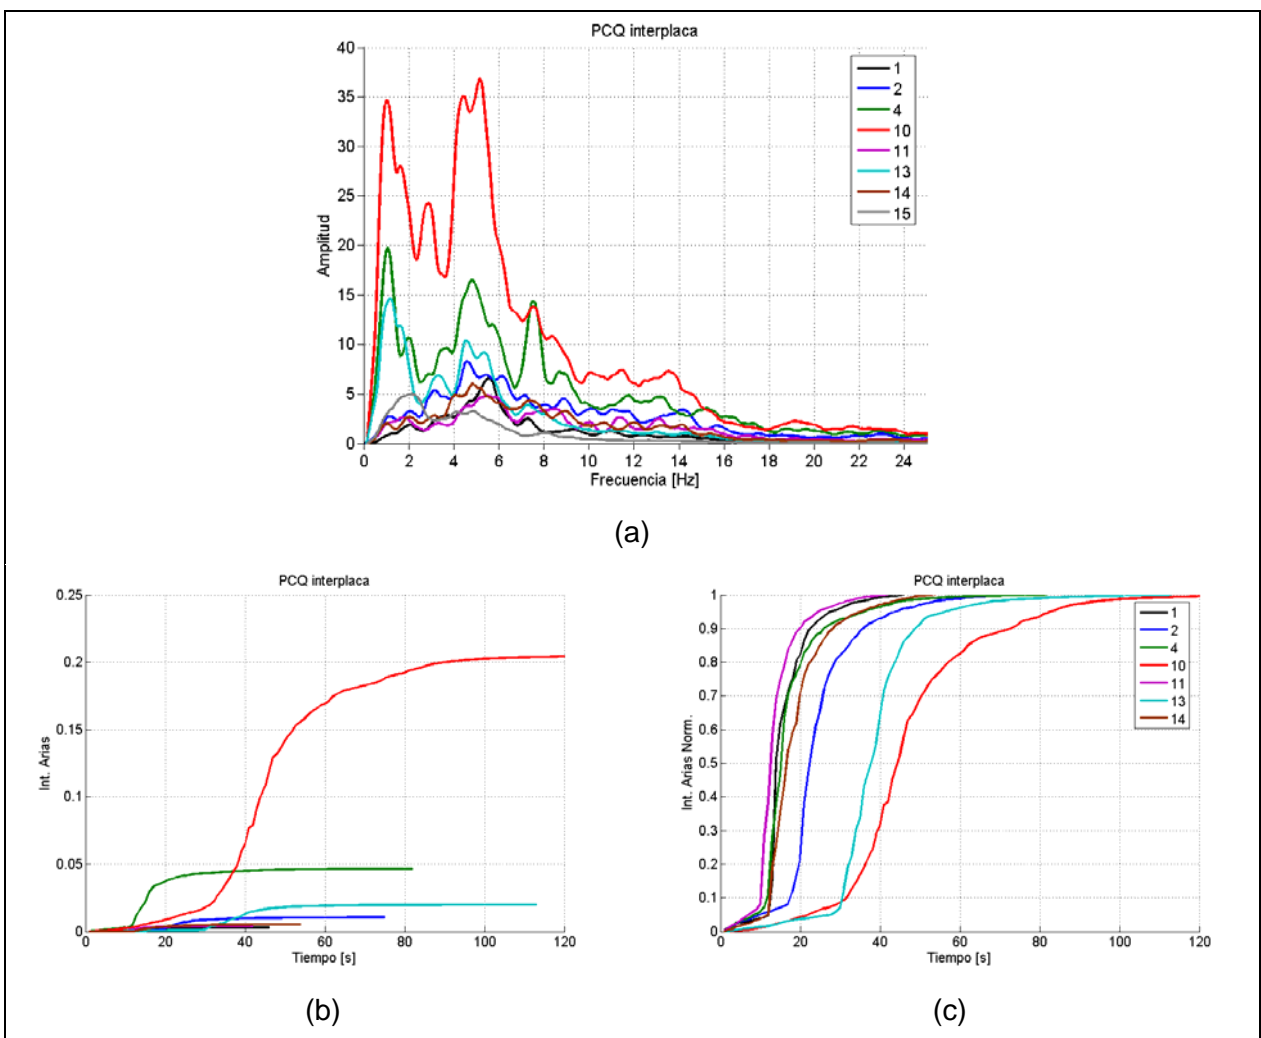 PCQ interplaca
40
35
30
25
20
15
10
5
0
Amplitud
0 2 4 6 8 10 12 14 16 18 20 22 24
Frecuencia [Hz]
1
2
4
10
11
13
14
15
(a)
PCQ interplaca
0.25
0.2
0.15
0.1
0.05
0
Int. Arias
0 20 40 60 80 100 120
Tiempo [s]
(b)
PCQ interplaca
1
0.9
0.8
0.7
0.6
0.5
0.4
0.3
0.2
0.1
0
Int. Arias Norm.
0 20 40 60 80 100 120
Tiempo [s]
1
2
4
10
11
13
14
(c)